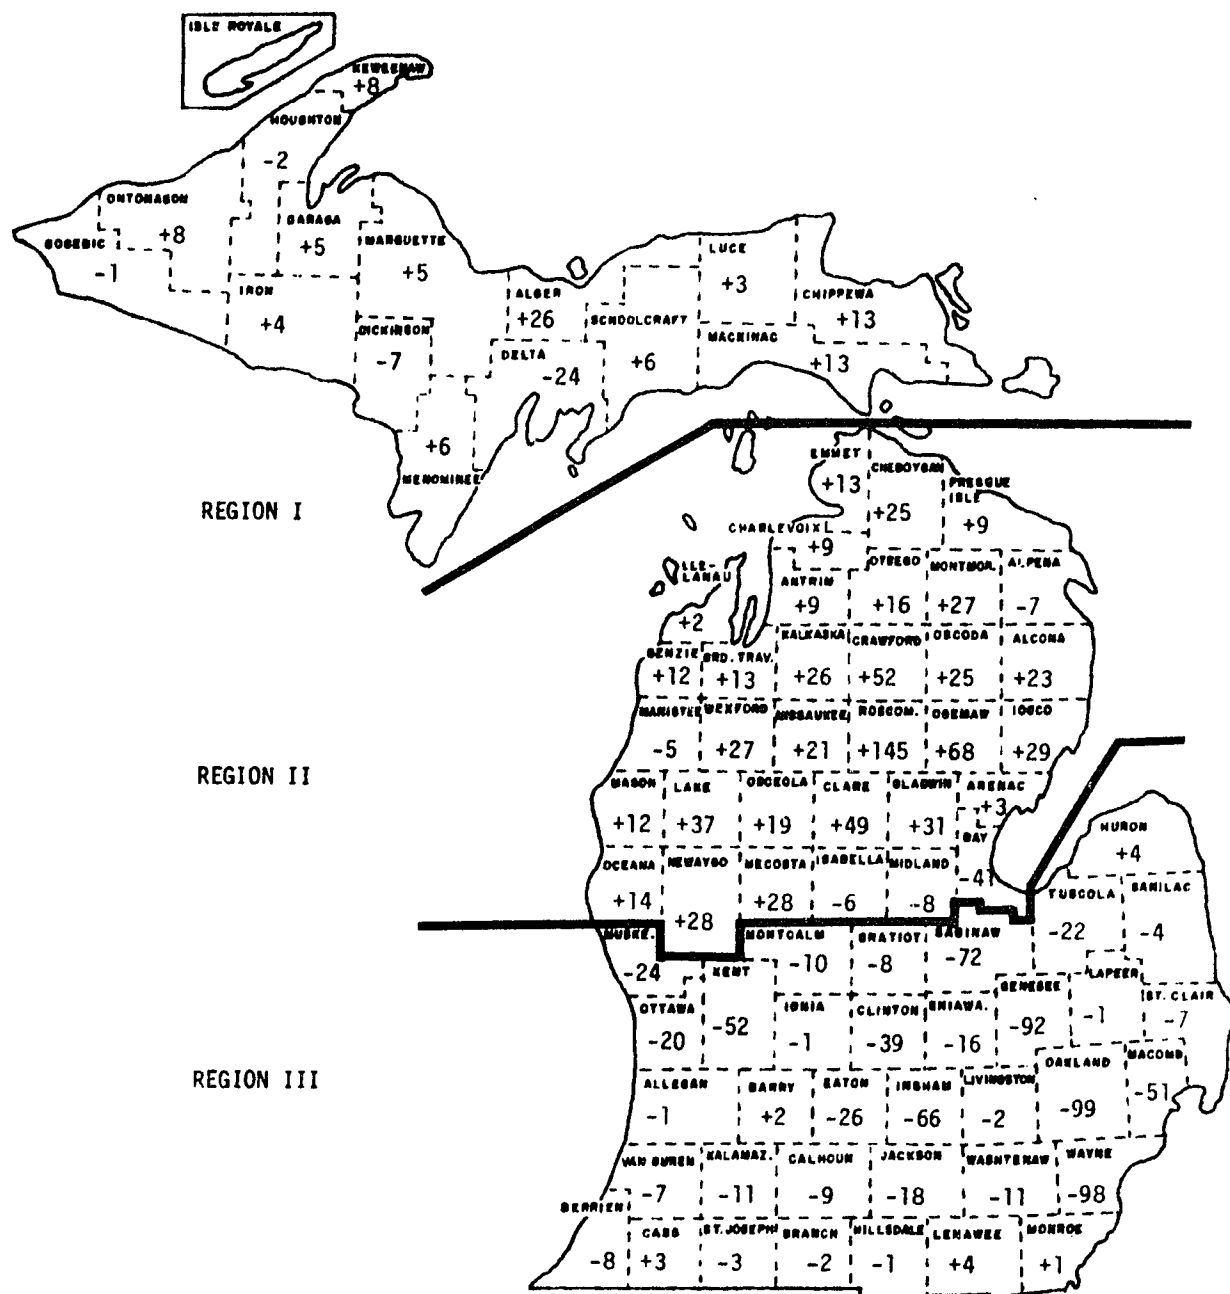 ISLE ROYALE
KEWEENAW
+8
HOUGHTON
-2
ONTONAGON
+8
GOGEBIC
-1
BARAGA
+5
MARQUETTE
+5
IRON
+4
DICKINSON
-7
MENOMINEE
+6
ALGER
+26
DELTA
-24
SCHOOLCRAFT
+6
LUCE
+3
CHIPPEWA
+13
MACKINAC
+13
REGION I
EMMET
+13
CHEBOYGAN
+25
PRESQUE
ISLE
+9
CHARLEVOIX
+9
LEE-
LANAU
+2
ANTRIM
+9
OTSEGO
+16
MONTMOR.
+27
ALPENA
-7
BENZIE
+12
GRD. TRAV.
+13
KALKASKA
+26
CRAWFORD
+52
OSCODA
+25
ALCONA
+23
MANISTEE
-5
WEXFORD
+27
MISSAUKEE
+21
ROSCOM.
+145
OGEMAW
+68
IOSCO
+29
REGION II
MASON
+12
LAKE
+37
OSCEOLA
+19
CLARE
+49
GLADWIN
+31
ARENAC
+3
BAY
-41
OCEANA
+14
NEWAYGO
+28
MECOSTA
+28
ISABELLA
-6
MIDLAND
-8
HURON
+4
TUSCOLA
-22
SANILAC
-4
MUSKE.
-24
MONTCALM
-10
GRATIOT
-8
SAGINAW
-72
KENT
-52
OTTAWA
-20
IONIA
-1
CLINTON
-39
SHIAWA.
-16
GENESEE
-92
LAPEER
-1
ST. CLAIR
-7
REGION III
ALLEGAN
-1
BARRY
+2
EATON
-26
INGHAM
-66
LIVINGSTON
-2
OAKLAND
-99
MACOMB
-51
VAN BUREN
-7
KALAMAZ.
-11
CALHOUN
-9
JACKSON
-18
WASHTENAW
-11
WAYNE
-98
BERRIEN
-8
CASS
+3
ST. JOSEPH
-3
BRANCH
-2
HILLSDALE
-1
LENAWEE
+4
MONROE
+1